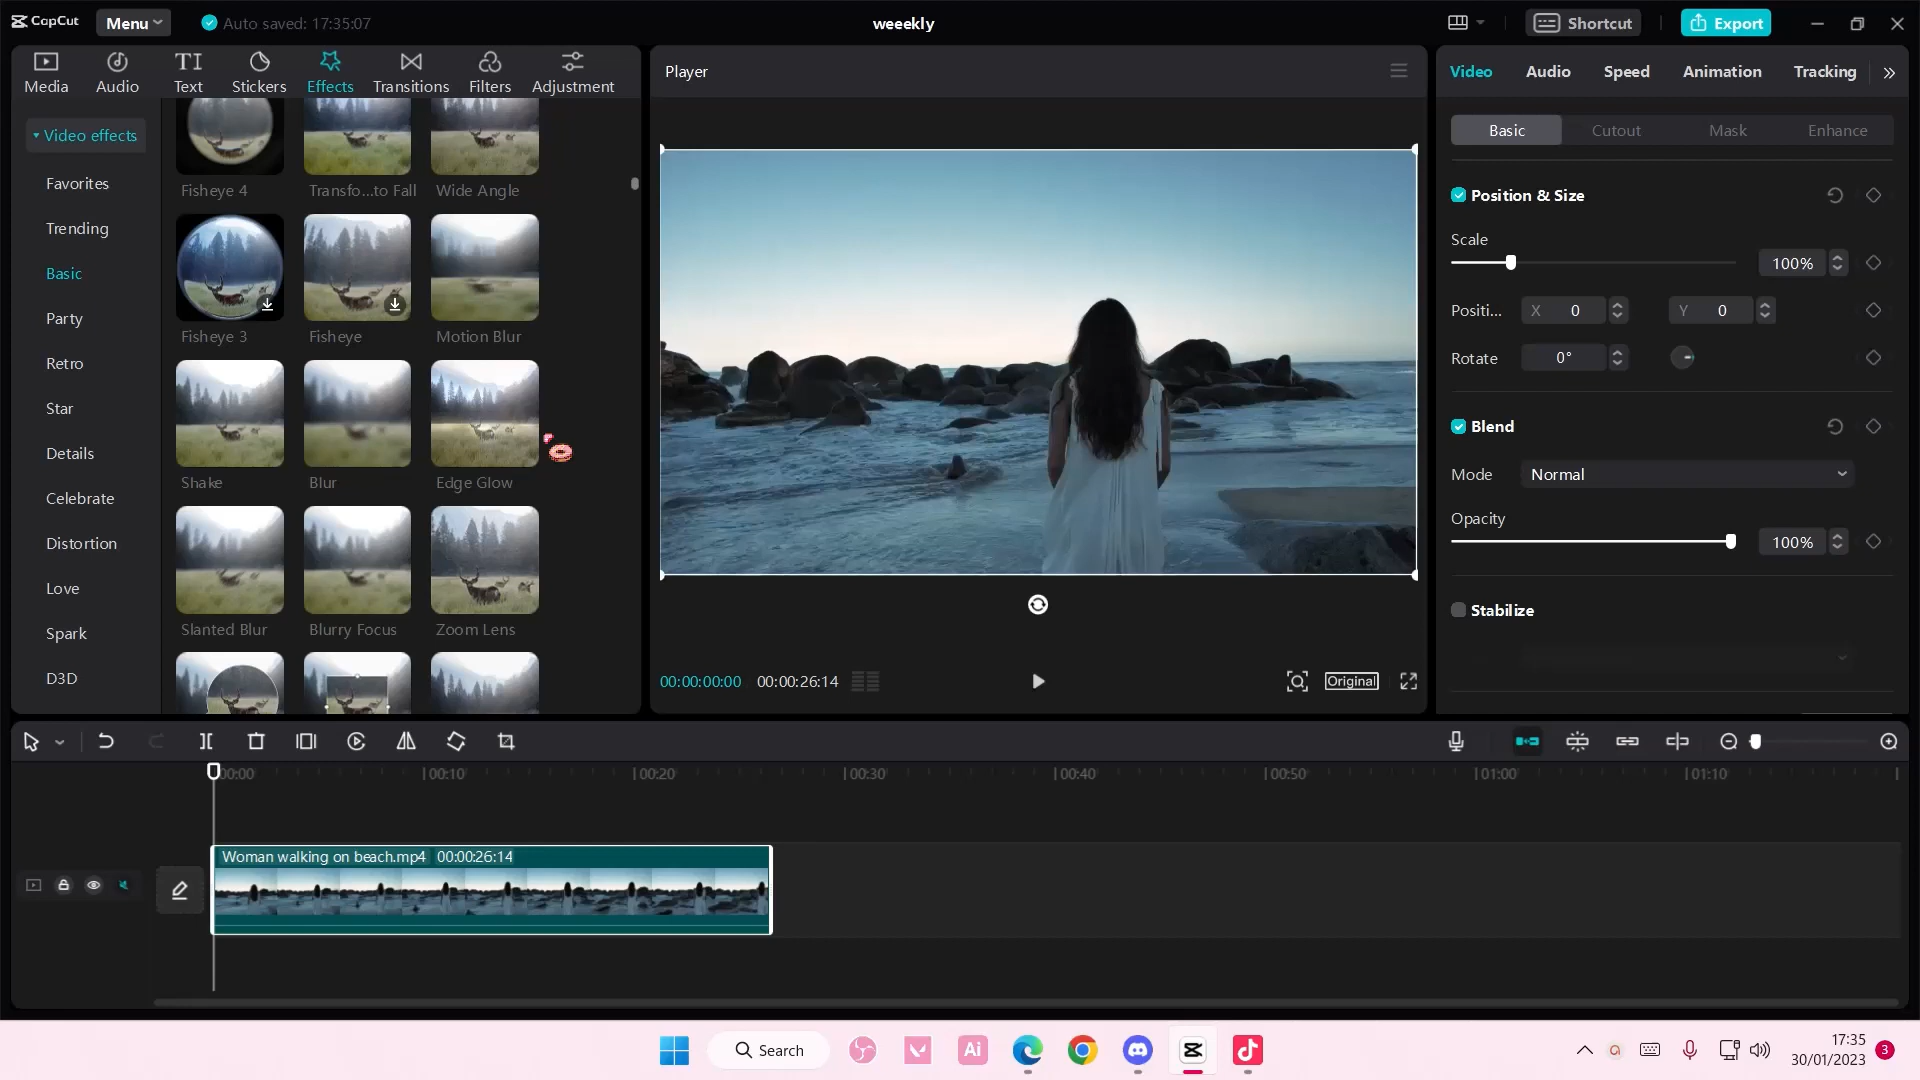 CapCut
Menu
Auto saved: 17:35:07
weeekly
Shortcut
Export
Media
Audio
Text
Stickers
Effects
Transitions
Filters
Adjustment
Video effects
Favorites
Trending
Basic
Party
Retro
Star
Details
Celebrate
Distortion
Love
Spark
D3D
Fisheye 4
Transfo...to Fall
Wide Angle
Fisheye 3
Fisheye
Motion Blur
Shake
Blur
Edge Glow
Slanted Blur
Blurry Focus
Zoom Lens
Player
00:00:00:00
00:00:26:14
Original
Video
Audio
Speed
Animation
Tracking
Basic
Cutout
Mask
Enhance
Position & Size
Scale
100%
Positi...
X 0
Y 0
Rotate
0°
Blend
Mode
Normal
Opacity
100%
Stabilize
00:00
00:10
00:20
00:30
00:40
00:50
01:00
01:10
Woman walking on beach.mp4 00:00:26:14
Search
Ai
17:35
30/01/2023
3